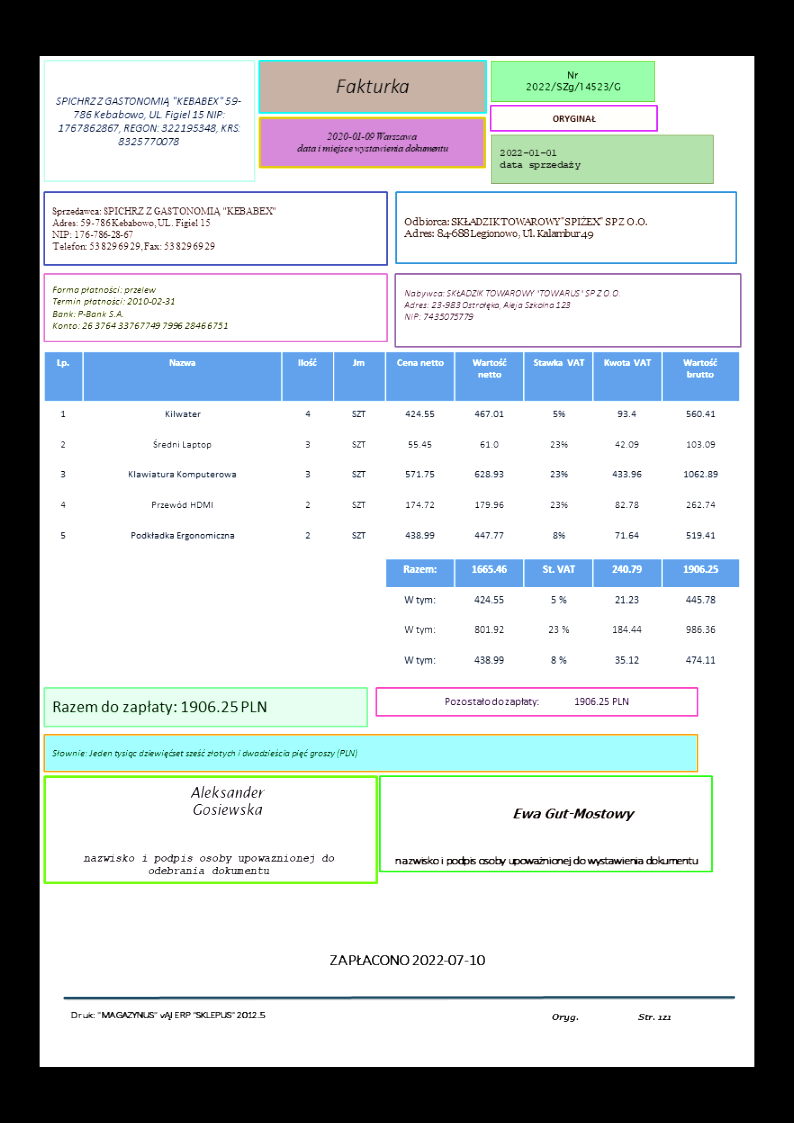 SPICHRZ Z GASTONOMIĄ "KEBABEX" 59-
786 Kebabowo, UL. Figiel 15 NIP:
1767862867, REGON: 322195348, KRS:
8325770078
Fakturka
2020-01-09 Warszawa
data i miejsce wystawienia dokumentu
Nr
2022/SZg/14523/G
ORYGINAŁ
2022-01-01
data sprzedaży
Sprzedawca: SPICHRZ Z GASTONOMIĄ "KEBABEX"
Adres: 59-786 Kebabowo, UL. Figiel 15
NIP: 176-786-28-67
Telefon: 538296929, Fax: 538296929
Odbiorca: SKŁADZIK TOWAROWY"SPIŻEX" SP Z O.O.
Adres: 84-688 Legionowo, Ul. Kalambur 49
Forma płatności: przelew
Termin płatności: 2010-02-31
Bank: P-Bank S.A.
Konto: 26 3764 33767749 7996 2846 6751
Nabywca: SKŁADZIK TOWAROWY "TOWARUS" SP Z O.O.
Adres: 23-983 Ostrołęka, Aleja Szkolna 123
NIP: 7435075779
Lp. Nazwa Ilość Jm Cena netto Wartość netto Stawka VAT Kwota VAT Wartość brutto
1 Kilwater 4 SZT 424.55 467.01 5% 93.4 560.41
2 Średni Laptop 3 SZT 55.45 61.0 23% 42.09 103.09
3 Klawiatura Komputerowa 3 SZT 571.75 628.93 23% 433.96 1062.89
4 Przewód HDMI 2 SZT 174.72 179.96 23% 82.78 262.74
5 Podkładka Ergonomiczna 2 SZT 438.99 447.77 8% 71.64 519.41
Razem: 1665.46 St. VAT 240.79 1906.25
W tym: 424.55 5 % 21.23 445.78
W tym: 801.92 23 % 184.44 986.36
W tym: 438.99 8 % 35.12 474.11
Razem do zapłaty: 1906.25 PLN
Pozostało do zapłaty: 1906.25 PLN
Słownie: Jeden tysiąc dziewięćset sześć złotych i dwadzieścia pięć groszy (PLN)
Aleksander
Gosiewska
nazwisko i podpis osoby upoważnionej do
odebrania dokumentu
Ewa Gut-Mostowy
nazwisko i podpis osoby upoważnionej do wystawienia dokumentu
ZAPŁACONO 2022-07-10
Druk: "MAGAZYNUS" vAJ ERP "SKLEPUS" 2012.5
Oryg. Str. 1z1